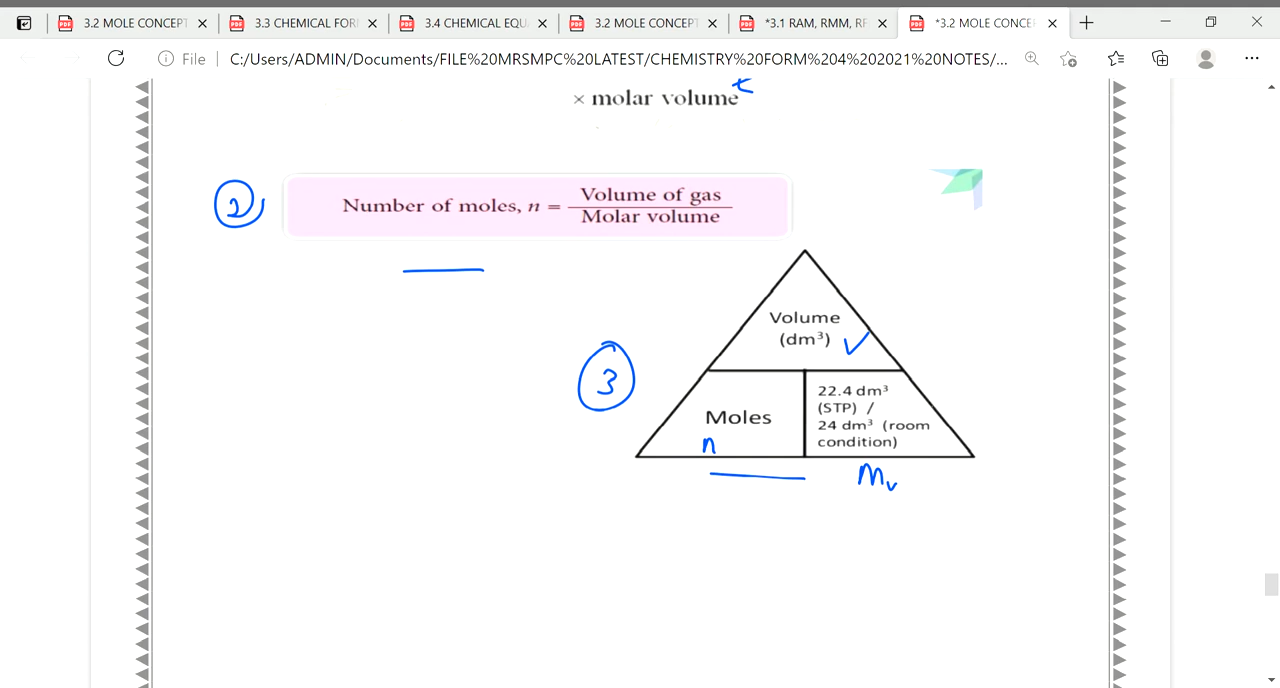 3.2 MOLE CONCEPT
3.3 CHEMICAL FOR
3.4 CHEMICAL EQU
3.2 MOLE CONCEPT
*3.1 RAM, RMM, RF
*3.2 MOLE CONCE
File
C:/Users/ADMIN/Documents/FILE%20MRSMPC%20LATEST/CHEMISTRY%20FORM%204%202021%20NOTES/...
× molar volume
2
Number of moles, n = Volume of gas
Molar volume
Volume
(dm³)
3
22.4 dm³
(STP) /
24 dm³ (room
condition)
Moles
n
Mv